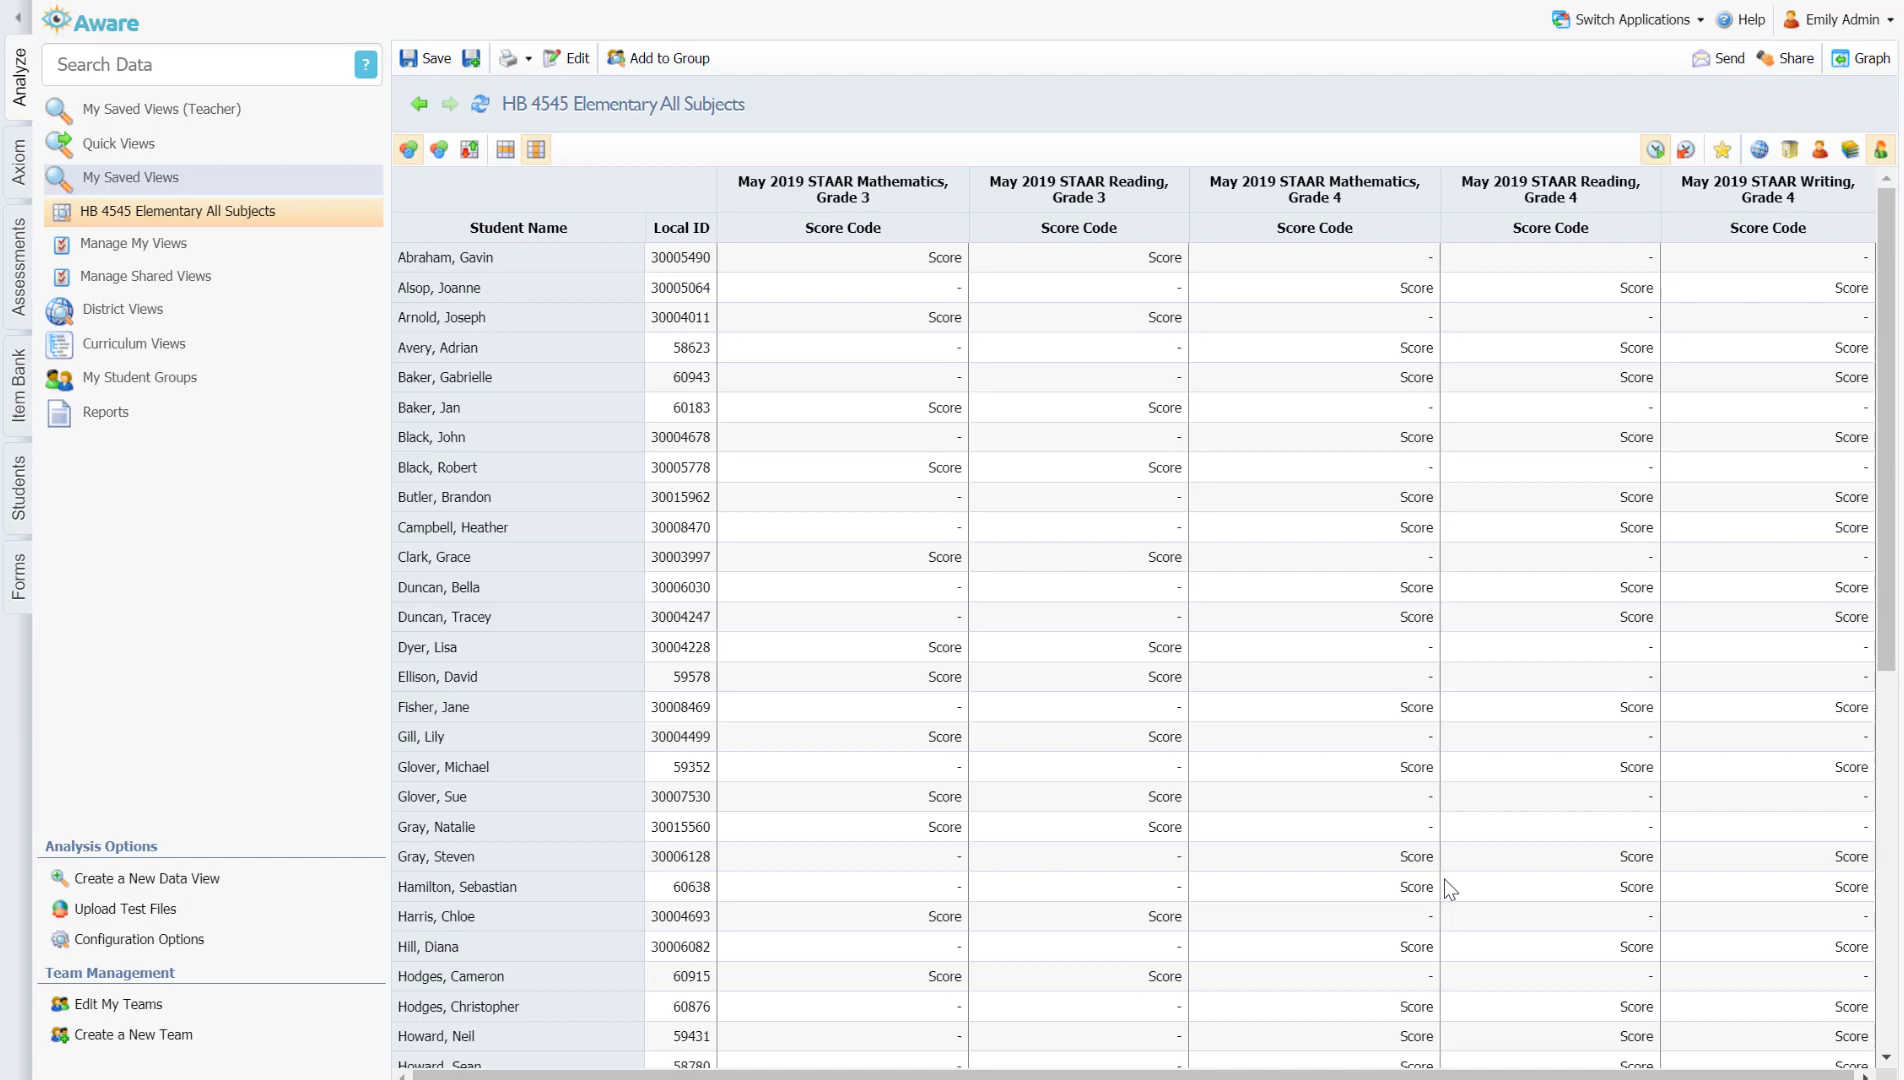 Aware
Switch Applications
Help
Emily Admin
Analyze
Axiom
Assessments
Item Bank
Students
Forms
Search Data
?
My Saved Views (Teacher)
Quick Views
My Saved Views
HB 4545 Elementary All Subjects
Manage My Views
Manage Shared Views
District Views
Curriculum Views
My Student Groups
Reports
Analysis Options
Create a New Data View
Upload Test Files
Configuration Options
Team Management
Edit My Teams
Create a New Team
Save
Edit
Add to Group
Send
Share
Graph
HB 4545 Elementary All Subjects
May 2019 STAAR Mathematics, Grade 3
May 2019 STAAR Reading, Grade 3
May 2019 STAAR Mathematics, Grade 4
May 2019 STAAR Reading, Grade 4
May 2019 STAAR Writing, Grade 4
Student Name Local ID Score Code Score Code Score Code Score Code Score Code
Abraham, Gavin 30005490 Score Score - - -
Alsop, Joanne 30005064 - - Score Score Score
Arnold, Joseph 30004011 Score Score - - -
Avery, Adrian 58623 - - Score Score Score
Baker, Gabrielle 60943 - - Score Score Score
Baker, Jan 60183 Score Score - - -
Black, John 30004678 - - Score Score Score
Black, Robert 30005778 Score Score - - -
Butler, Brandon 30015962 - - Score Score Score
Campbell, Heather 30008470 - - Score Score Score
Clark, Grace 30003997 Score Score - - -
Duncan, Bella 30006030 - - Score Score Score
Duncan, Tracey 30004247 - - Score Score Score
Dyer, Lisa 30004228 Score Score - - -
Ellison, David 59578 Score Score - - -
Fisher, Jane 30008469 - - Score Score Score
Gill, Lily 30004499 Score Score - - -
Glover, Michael 59352 - - Score Score Score
Glover, Sue 30007530 Score Score - - -
Gray, Natalie 30015560 Score Score - - -
Gray, Steven 30006128 - - Score Score Score
Hamilton, Sebastian 60638 - - Score Score Score
Harris, Chloe 30004693 Score Score - - -
Hill, Diana 30006082 - - Score Score Score
Hodges, Cameron 60915 Score Score - - -
Hodges, Christopher 60876 - - Score Score Score
Howard, Neil 59431 - - Score Score Score
Howard, Sean 58780 - - Score Score Score